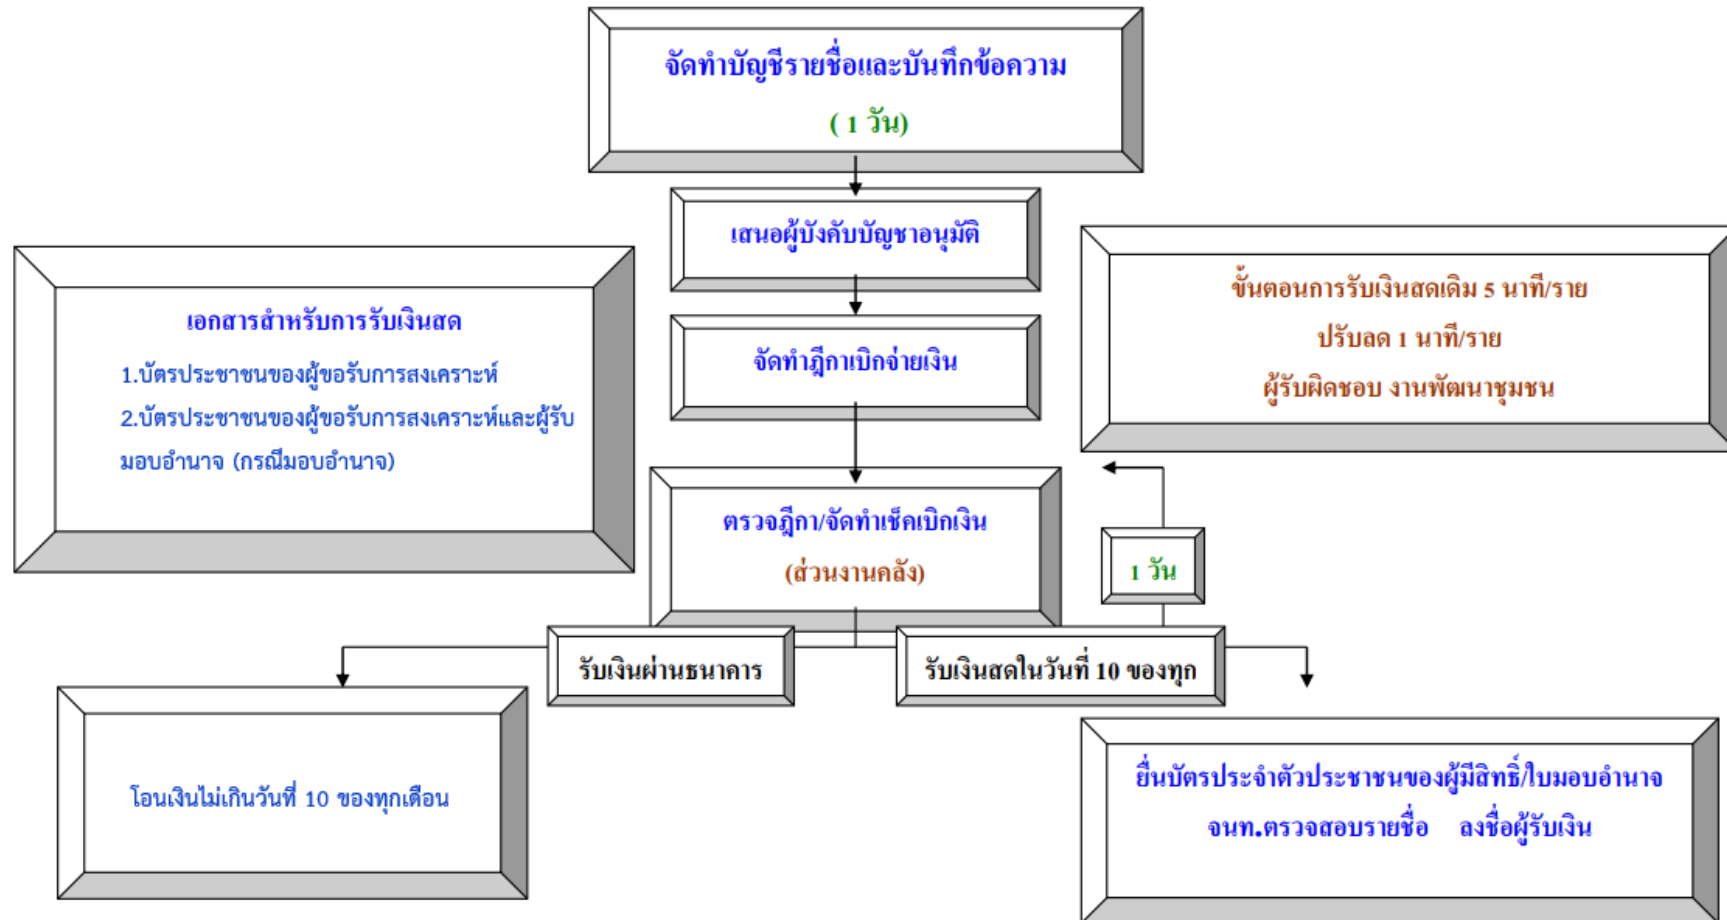 จัดทำบัญชีรายชื่อและบันทึกข้อความ
( 1 วัน)
เสนอผู้บังคับบัญชาอนุมัติ
จัดทำฎีกาเบิกจ่ายเงิน
เอกสารสำหรับการรับเงินสด
1.บัตรประชาชนของผู้ขอรับการสงเคราะห์
2.บัตรประชาชนของผู้ขอรับการสงเคราะห์และผู้รับ
มอบอำนาจ (กรณีมอบอำนาจ)
ขั้นตอนการรับเงินสดเดิม 5 นาที/ราย
ปรับลด 1 นาที/ราย
ผู้รับผิดชอบ งานพัฒนาชุมชน
ตรวจฎีกา/จัดทำเช็คเบิกเงิน
(ส่วนงานคลัง)
1 วัน
รับเงินผ่านธนาคาร
รับเงินสดในวันที่ 10 ของทุก
โอนเงินไม่เกินวันที่ 10 ของทุกเดือน
ยื่นบัตรประจำตัวประชาชนของผู้มีสิทธิ์/ใบมอบอำนาจ
จนท.ตรวจสอบรายชื่อ ลงชื่อผู้รับเงิน